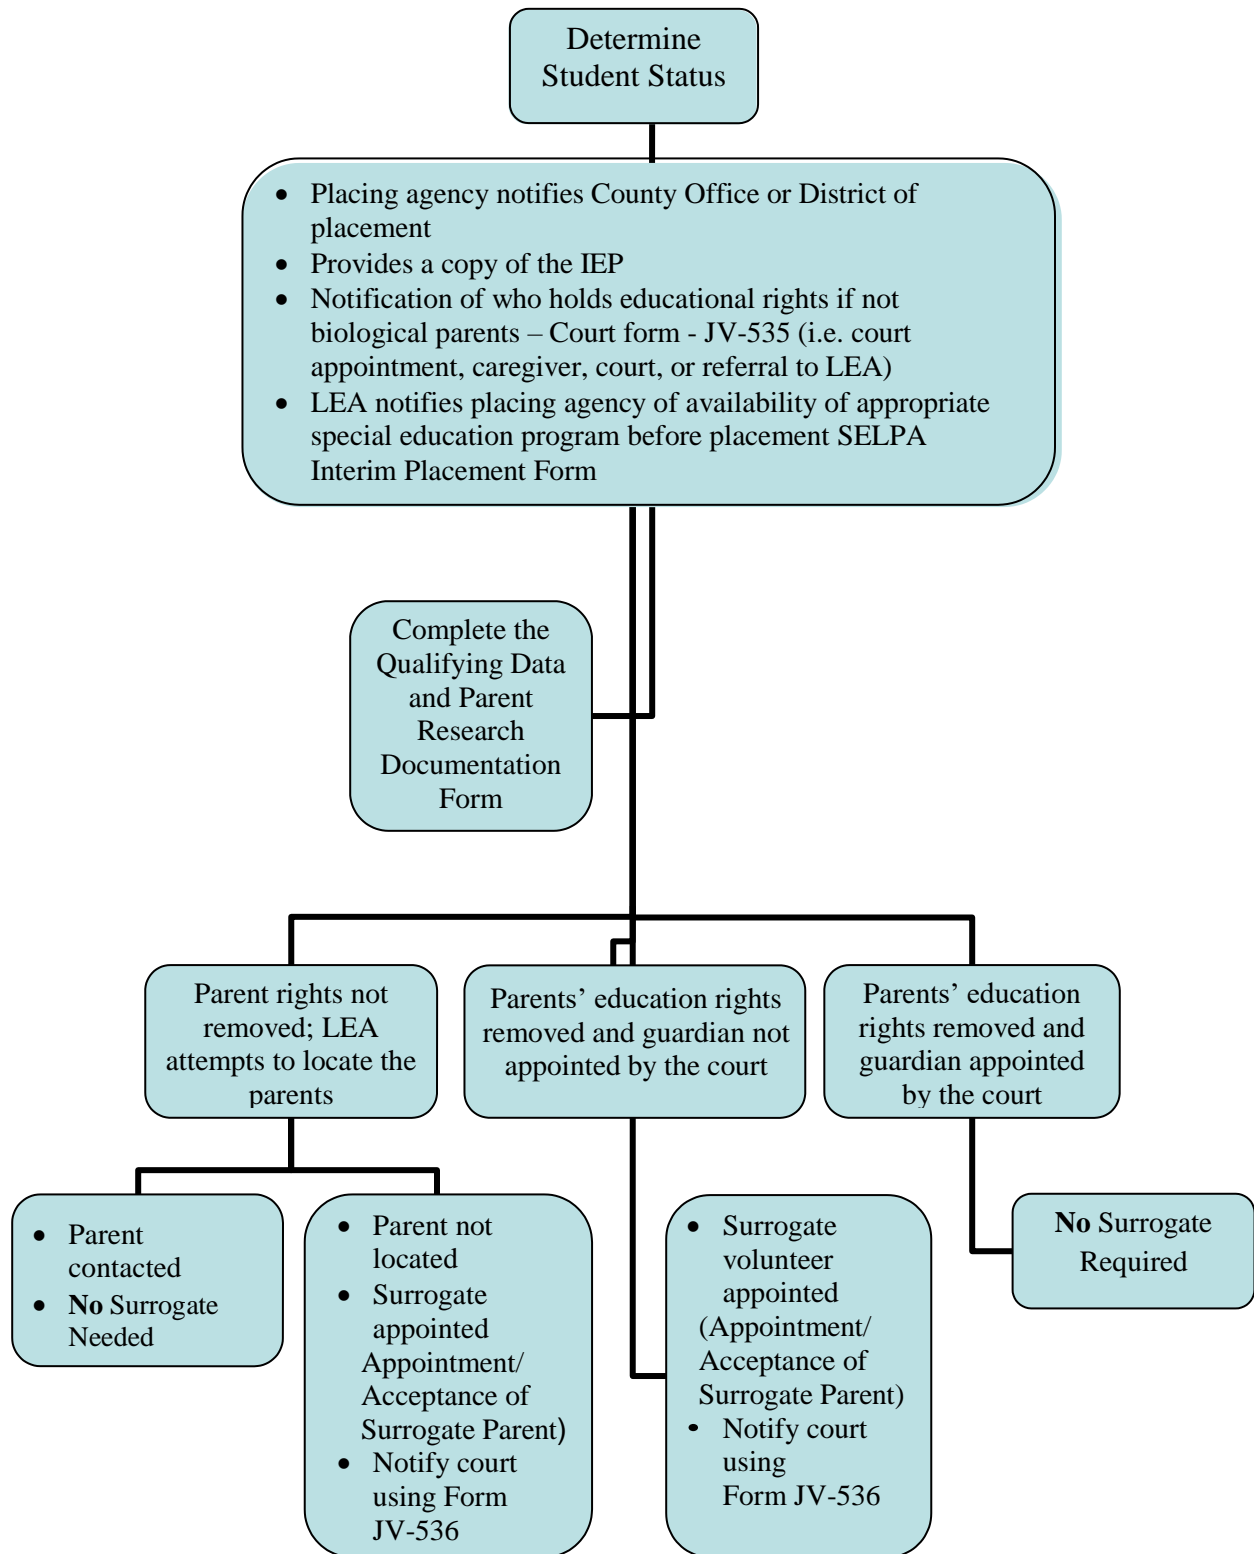 Determine
Student Status
• Placing agency notifies County Office or District of
placement
• Provides a copy of the IEP
• Notification of who holds educational rights if not
biological parents – Court form - JV-535 (i.e. court
appointment, caregiver, court, or referral to LEA)
• LEA notifies placing agency of availability of appropriate
special education program before placement SELPA
Interim Placement Form
Complete the
Qualifying Data
and Parent
Research
Documentation
Form
Parent rights not
removed; LEA
attempts to locate the
parents
Parents’ education rights
removed and guardian not
appointed by the court
Parents’ education
rights removed and
guardian appointed
by the court
• Parent
contacted
• No Surrogate
Needed
• Parent not
located
• Surrogate
appointed
Appointment/
Acceptance of
Surrogate Parent)
• Notify court
using Form
JV-536
• Surrogate
volunteer
appointed
(Appointment/
Acceptance of
Surrogate Parent)
• Notify court
using
Form JV-536
No Surrogate
Required